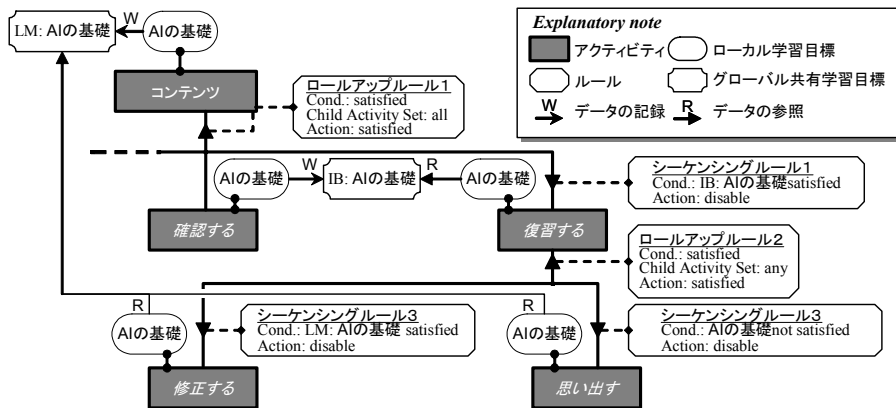 LM: AIの基礎
W
AIの基礎
コンテンツ
ロールアップルール1
Cond.: satisfied
Child Activity Set: all
Action: satisfied
Explanatory note
アクティビティ
ローカル学習目標
ルール
グローバル共有学習目標
W
データの記録
R
データの参照
AIの基礎
W
IB: AIの基礎
R
AIの基礎
シーケンシングルール1
Cond.: IB: AIの基礎satisfied
Action: disable
確認する
復習する
ロールアップルール2
Cond.: satisfied
Child Activity Set: any
Action: satisfied
R
AIの基礎
シーケンシングルール3
Cond.: LM: AIの基礎 satisfied
Action: disable
R
AIの基礎
シーケンシングルール3
Cond.: AIの基礎not satisfied
Action: disable
修正する
思い出す